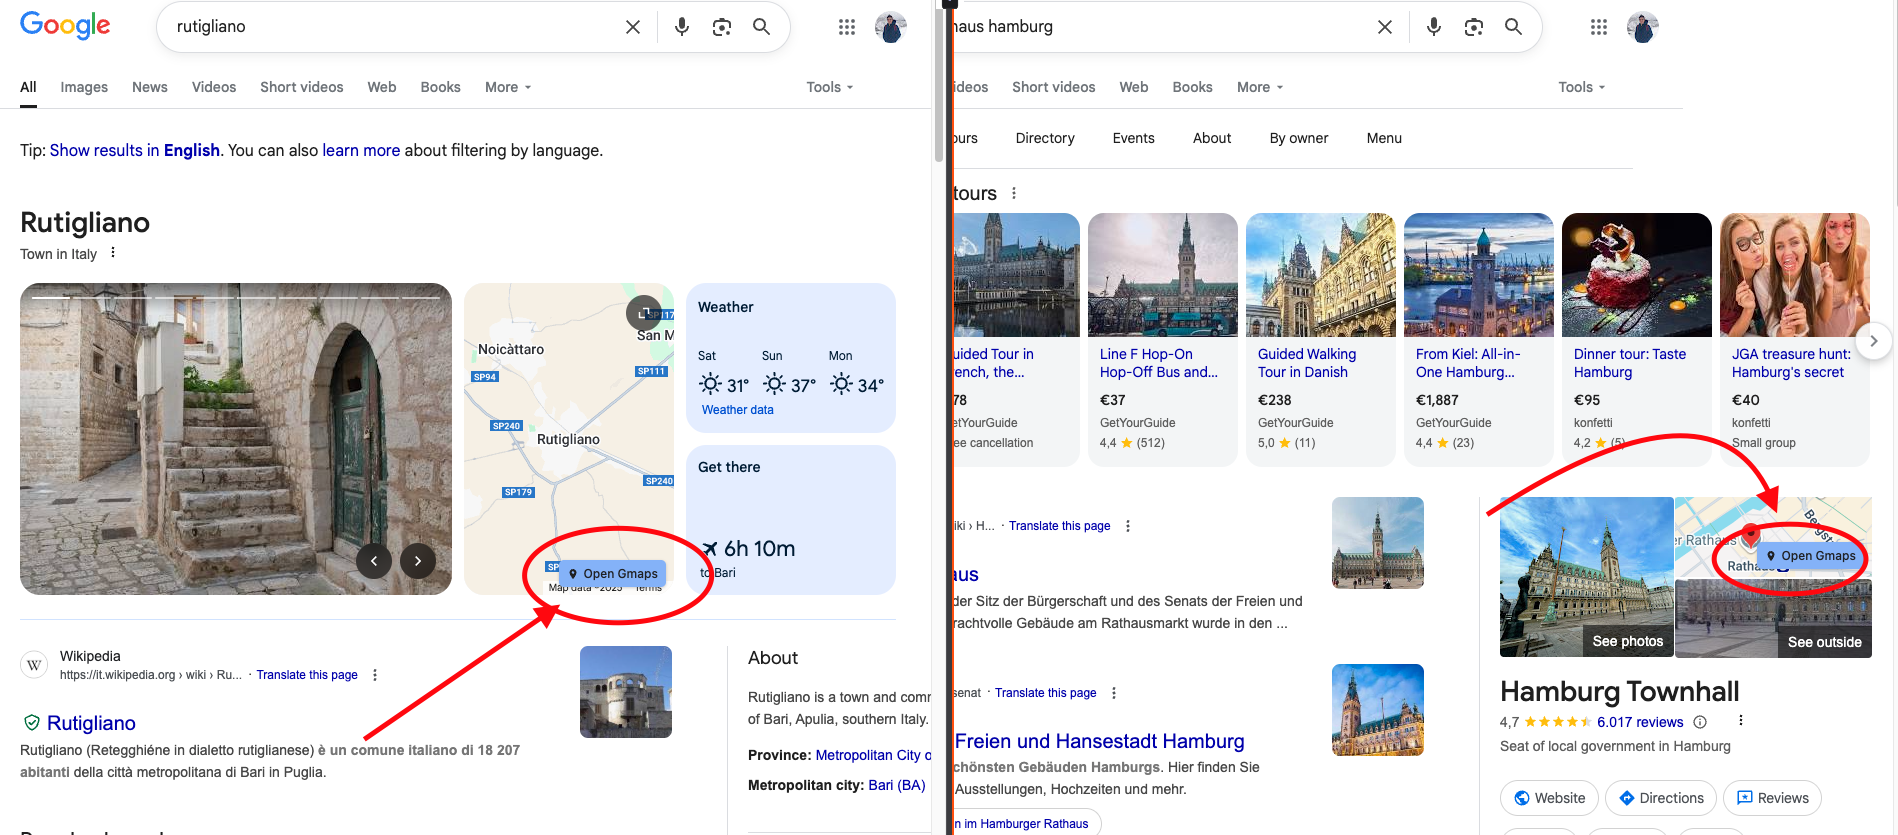 Google
rutigliano
All Images News Videos Short videos Web Books More Tools
Tip: Show results in English. You can also learn more about filtering by language.
Rutigliano
Town in Italy
Noicàttaro
SP117
San M
SP94
SP111
SP240
Rutigliano
SP179
SP240
SP
Open Gmaps
Map data ©2025 Terms
Weather
Sat Sun Mon
31° 37° 34°
Weather data
Get there
6h 10m
to Bari
W
Wikipedia
https://it.wikipedia.org › wiki › Ru... · Translate this page
Rutigliano
Rutigliano (Retegghiéne in dialetto rutiglianese) è un comune italiano di 18 207
abitanti della città metropolitana di Bari in Puglia.
About
Rutigliano is a town and comm
of Bari, Apulia, southern Italy.
Province: Metropolitan City o
Metropolitan city: Bari (BA)
haus hamburg
ideos Short videos Web Books More Tools
ours Directory Events About By owner Menu
tours
uided Tour in
ench, the...
78
etYourGuide
ee cancellation
Line F Hop-On
Hop-Off Bus and...
€37
GetYourGuide
4,4 (512)
Guided Walking
Tour in Danish
€238
GetYourGuide
5,0 (11)
From Kiel: All-in-
One Hamburg...
€1,887
GetYourGuide
4,4 (23)
Dinner tour: Taste
Hamburg
€95
konfetti
4,2 (5)
JGA treasure hunt:
Hamburg's secret
€40
konfetti
Small group
iki › H... · Translate this page
aus
der Sitz der Bürgerschaft und des Senats der Freien und
rachtvolle Gebäude am Rathausmarkt wurde in den ...
senat · Translate this page
Freien und Hansestadt Hamburg
chönsten Gebäuden Hamburgs. Hier finden Sie
Ausstellungen, Hochzeiten und mehr.
n im Hamburger Rathaus
er Rathaus
Bergst
Open Gmaps
Rathau
See photos
See outside
Hamburg Townhall
4,7 6.017 reviews
Seat of local government in Hamburg
Website Directions Reviews